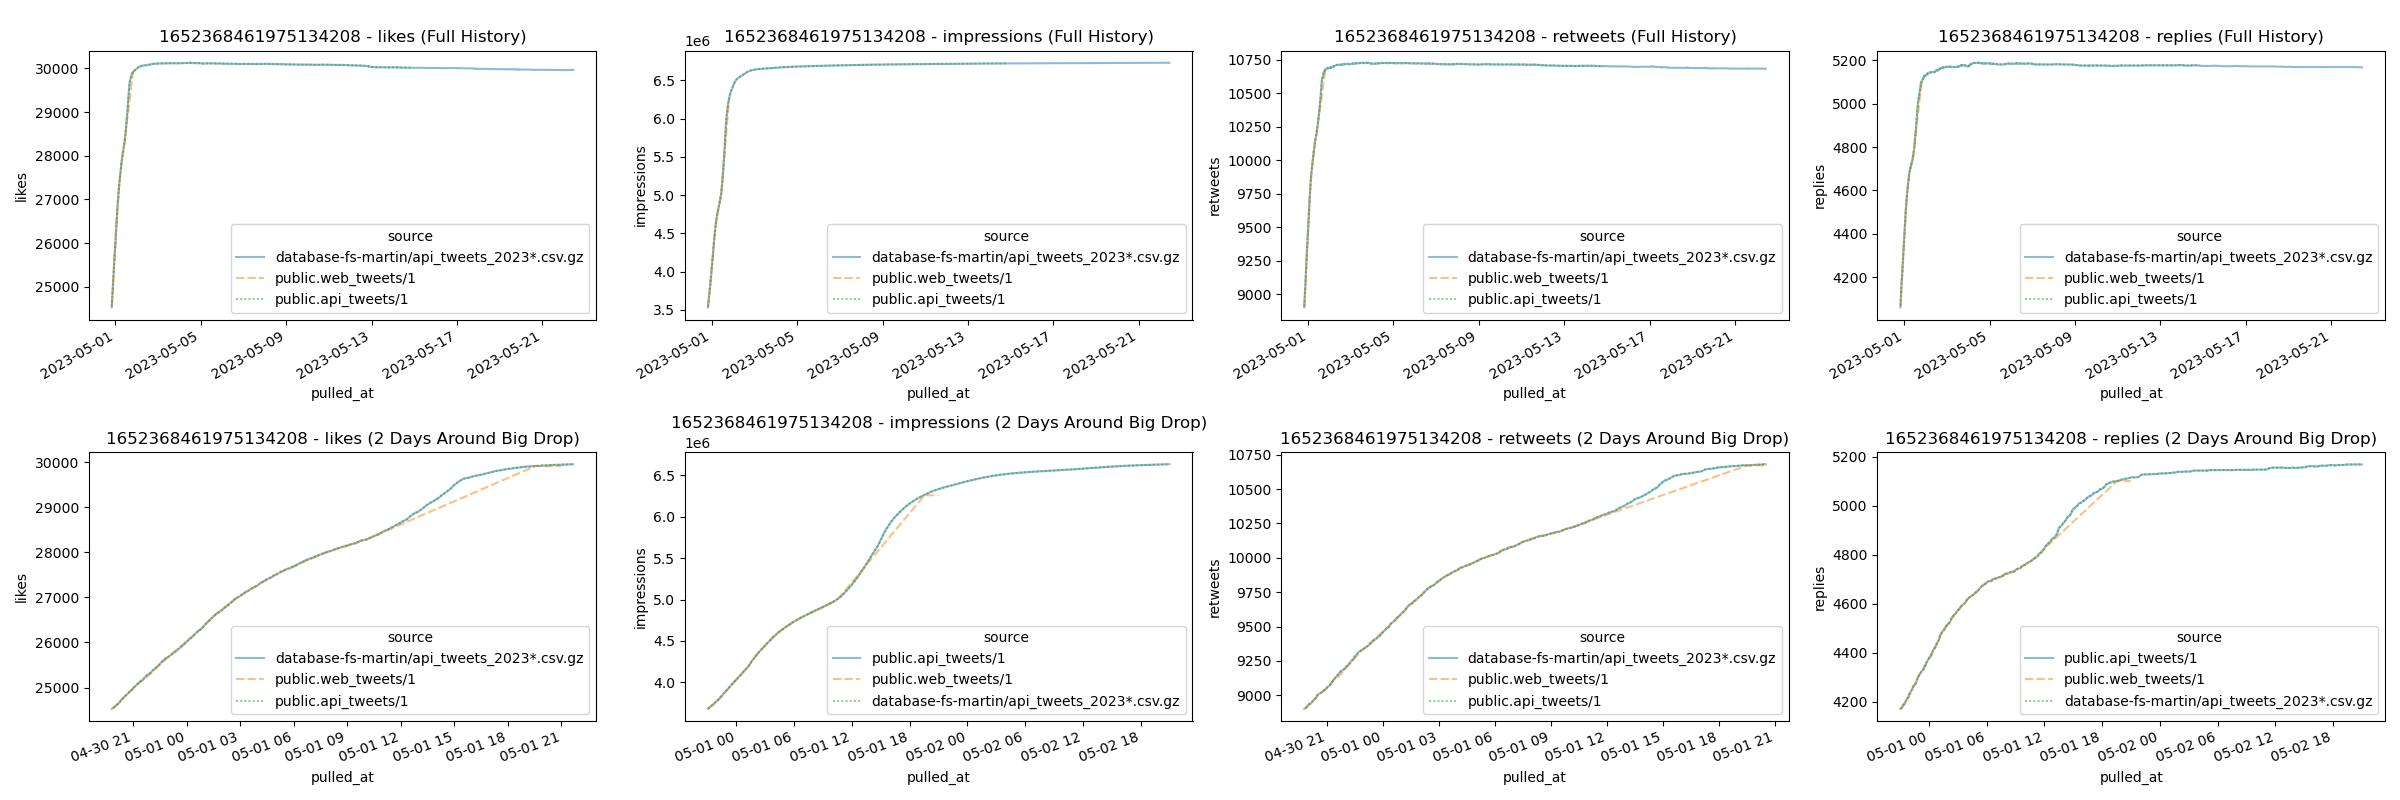 1652368461975134208 - likes (Full History)
30000
29000
28000
27000
26000
25000
likes
2023-05-01
2023-05-05
2023-05-09
2023-05-13
2023-05-17
2023-05-21
pulled_at
source
database-fs-martin/api_tweets_2023*.csv.gz
public.web_tweets/1
public.api_tweets/1
1652368461975134208 - impressions (Full History)
1e6
6.5
6.0
5.5
5.0
4.5
4.0
3.5
impressions
2023-05-01
2023-05-05
2023-05-09
2023-05-13
2023-05-17
2023-05-21
pulled_at
source
database-fs-martin/api_tweets_2023*.csv.gz
public.web_tweets/1
public.api_tweets/1
1652368461975134208 - retweets (Full History)
10750
10500
10250
10000
9750
9500
9250
9000
retweets
2023-05-01
2023-05-05
2023-05-09
2023-05-13
2023-05-17
2023-05-21
pulled_at
source
database-fs-martin/api_tweets_2023*.csv.gz
public.web_tweets/1
public.api_tweets/1
1652368461975134208 - replies (Full History)
5200
5000
4800
4600
4400
4200
replies
2023-05-01
2023-05-05
2023-05-09
2023-05-13
2023-05-17
2023-05-21
pulled_at
source
database-fs-martin/api_tweets_2023*.csv.gz
public.web_tweets/1
public.api_tweets/1
1652368461975134208 - likes (2 Days Around Big Drop)
30000
29000
28000
27000
26000
25000
likes
04-30 21
05-01 00
05-01 03
05-01 06
05-01 09
05-01 12
05-01 15
05-01 18
05-01 21
pulled_at
source
database-fs-martin/api_tweets_2023*.csv.gz
public.web_tweets/1
public.api_tweets/1
1652368461975134208 - impressions (2 Days Around Big Drop)
1e6
6.5
6.0
5.5
5.0
4.5
4.0
impressions
05-01 00
05-01 06
05-01 12
05-01 18
05-02 00
05-02 06
05-02 12
05-02 18
pulled_at
source
public.api_tweets/1
public.web_tweets/1
database-fs-martin/api_tweets_2023*.csv.gz
1652368461975134208 - retweets (2 Days Around Big Drop)
10750
10500
10250
10000
9750
9500
9250
9000
retweets
04-30 21
05-01 00
05-01 03
05-01 06
05-01 09
05-01 12
05-01 15
05-01 18
05-01 21
pulled_at
source
database-fs-martin/api_tweets_2023*.csv.gz
public.web_tweets/1
public.api_tweets/1
1652368461975134208 - replies (2 Days Around Big Drop)
5200
5000
4800
4600
4400
4200
replies
05-01 00
05-01 06
05-01 12
05-01 18
05-02 00
05-02 06
05-02 12
05-02 18
pulled_at
source
public.api_tweets/1
public.web_tweets/1
database-fs-martin/api_tweets_2023*.csv.gz